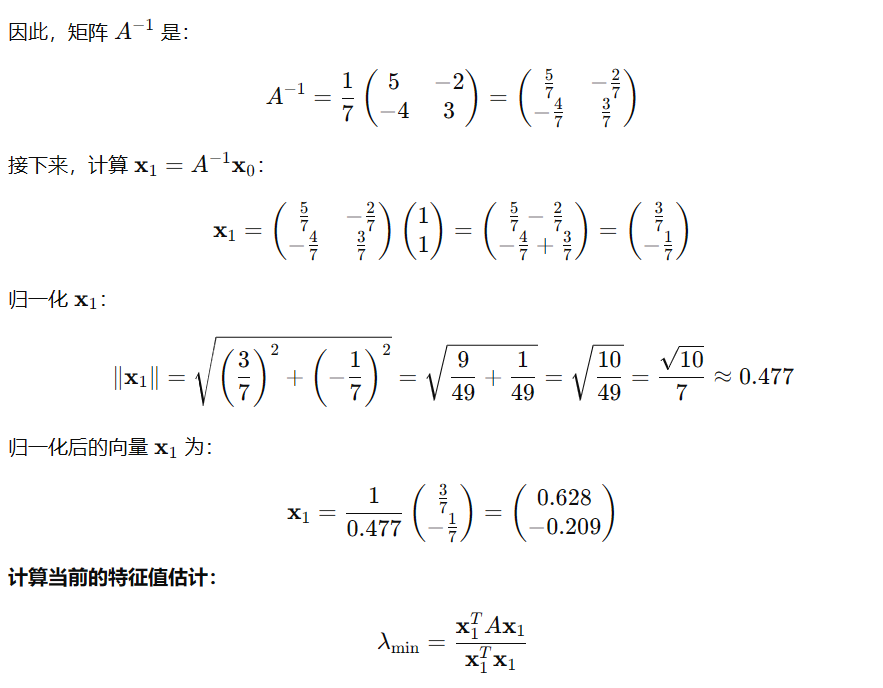 因此，矩阵 $A^{-1}$ 是：
$$A^{-1} = \frac{1}{7} \begin{pmatrix} 5 & -2 \\ -4 & 3 \end{pmatrix} = \begin{pmatrix} \frac{5}{7} & -\frac{2}{7} \\ -\frac{4}{7} & \frac{3}{7} \end{pmatrix}$$
接下来，计算 $\mathbf{x}_1 = A^{-1}\mathbf{x}_0$：
$$\mathbf{x}_1 = \begin{pmatrix} \frac{5}{7} & -\frac{2}{7} \\ -\frac{4}{7} & \frac{3}{7} \end{pmatrix} \begin{pmatrix} 1 \\ 1 \end{pmatrix} = \begin{pmatrix} \frac{5}{7} - \frac{2}{7} \\ -\frac{4}{7} + \frac{3}{7} \end{pmatrix} = \begin{pmatrix} \frac{3}{7} \\ -\frac{1}{7} \end{pmatrix}$$
归一化 $\mathbf{x}_1$：
$$\|\mathbf{x}_1\| = \sqrt{\left(\frac{3}{7}\right)^2 + \left(-\frac{1}{7}\right)^2} = \sqrt{\frac{9}{49} + \frac{1}{49}} = \sqrt{\frac{10}{49}} = \frac{\sqrt{10}}{7} \approx 0.477$$
归一化后的向量 $\mathbf{x}_1$ 为：
$$\mathbf{x}_1 = \frac{1}{0.477} \begin{pmatrix} \frac{3}{7} \\ -\frac{1}{7} \end{pmatrix} = \begin{pmatrix} 0.628 \\ -0.209 \end{pmatrix}$$
计算当前的特征值估计：
$$\lambda_{\min} = \frac{\mathbf{x}_1^T A \mathbf{x}_1}{\mathbf{x}_1^T \mathbf{x}_1}$$